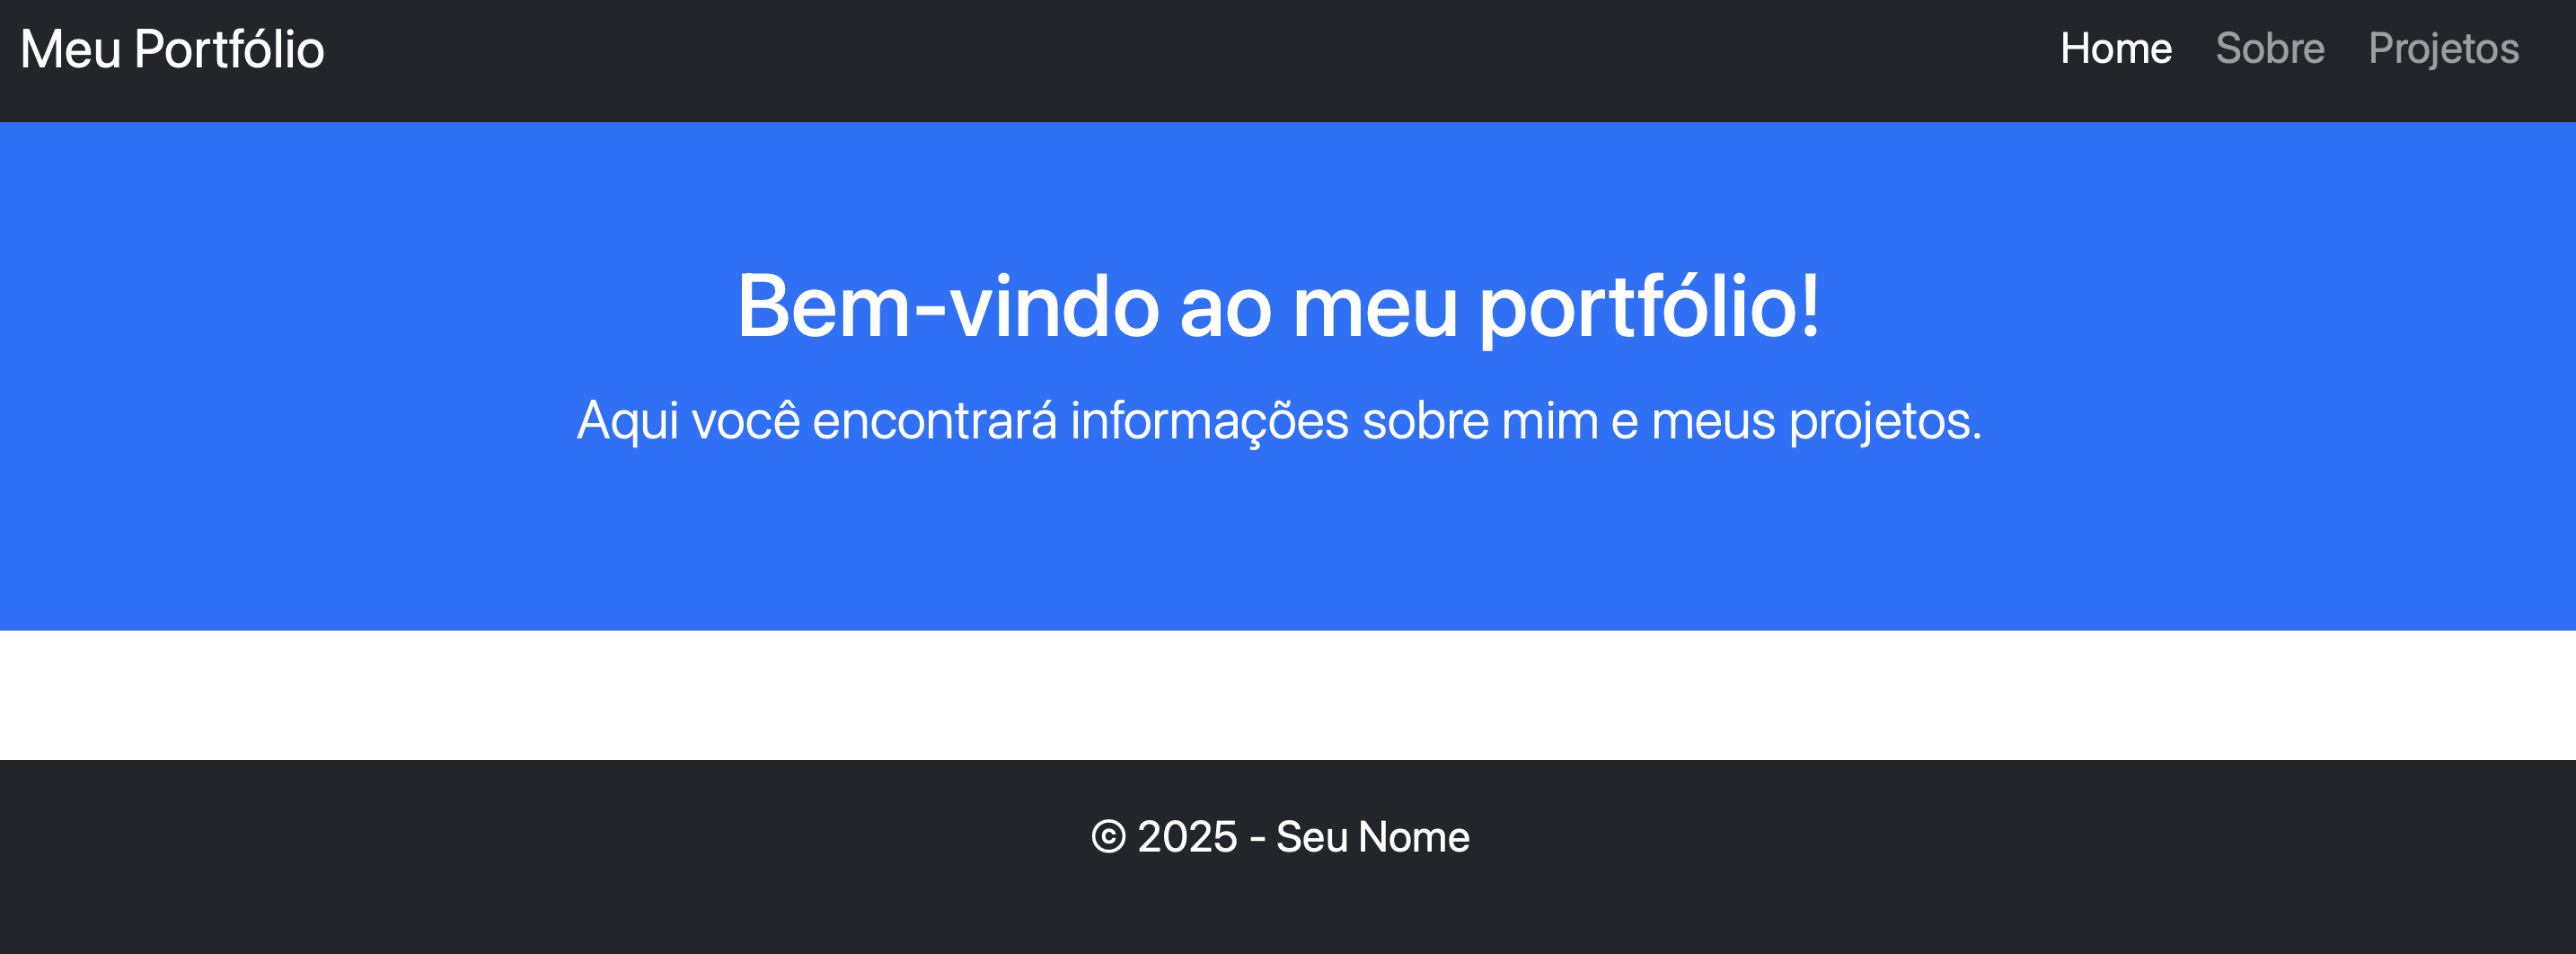 Meu Portfólio
Home Sobre Projetos
Bem-vindo ao meu portfólio!
Aqui você encontrará informações sobre mim e meus projetos.
© 2025 - Seu Nome